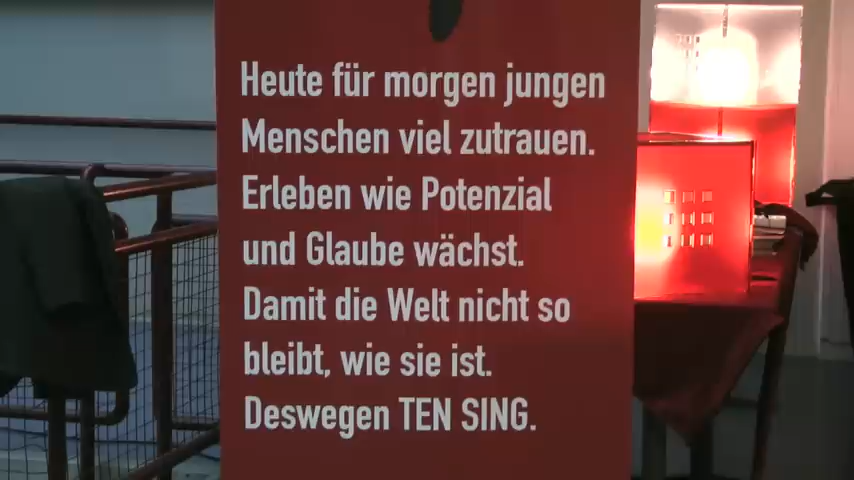 Heute für morgen jungen
Menschen viel zutrauen.
Erleben wie Potenzial
und Glaube wächst.
Damit die Welt nicht so
bleibt, wie sie ist.
Deswegen TEN SING.